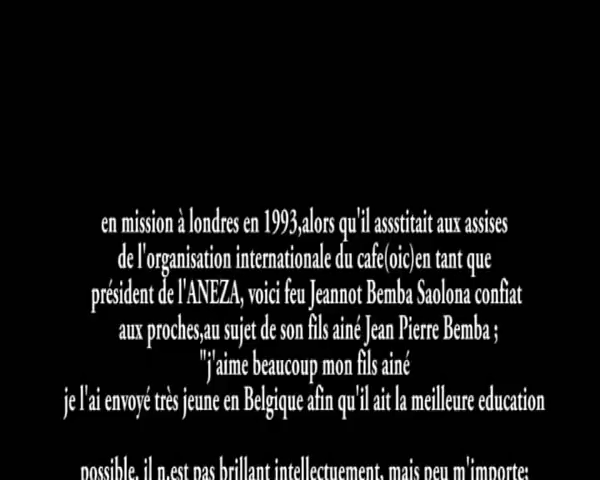 en mission à londres en 1993,alors qu'il assstitait aux assises
de l'organisation internationale du cafe(oic)en tant que
président de l'ANEZA, voici feu Jeannot Bemba Saolona confiat
aux proches,au sujet de son fils ainé Jean Pierre Bemba ;
"j'aime beaucoup mon fils ainé
je l'ai envoyé très jeune en Belgique afin qu'il ait la meilleure education
possible. il n.est pas brillant intellectuement, mais peu m'importe;